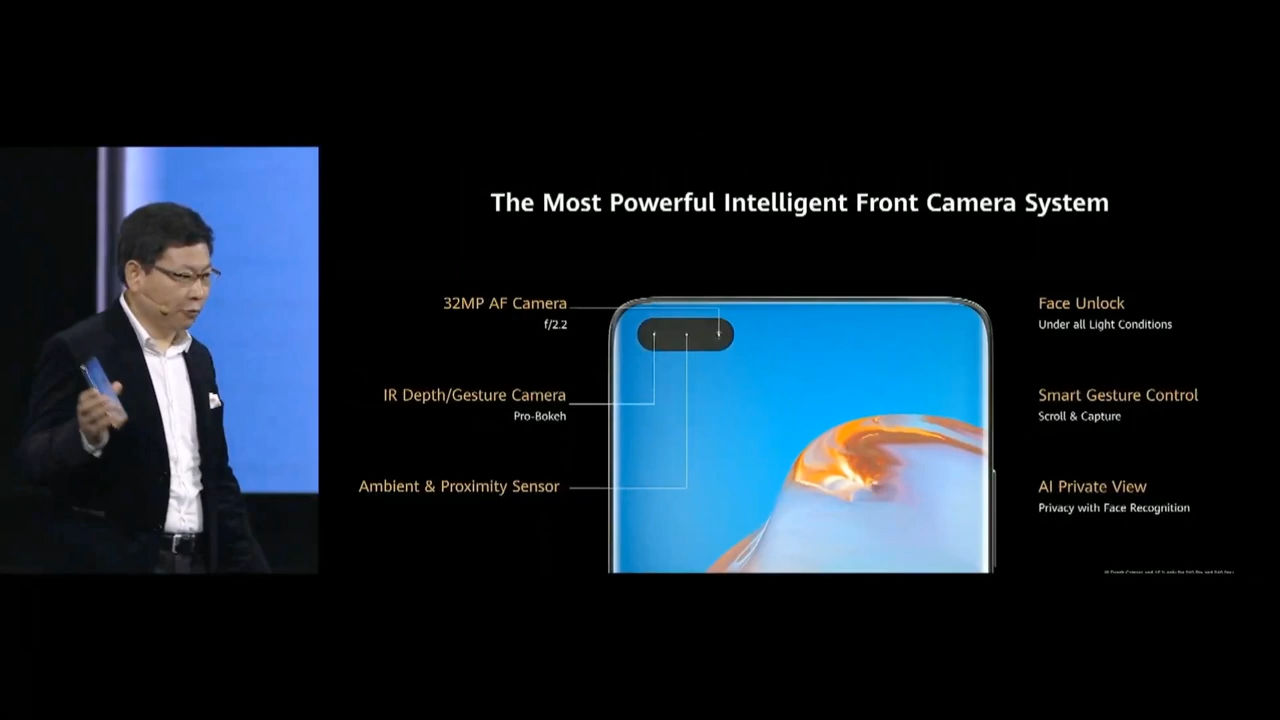 The Most Powerful Intelligent Front Camera System
32MP AF Camera
f/2.2
IR Depth/Gesture Camera
Pro-Bokeh
Ambient & Proximity Sensor
Face Unlock
Under all Light Conditions
Smart Gesture Control
Scroll & Capture
AI Private View
Privacy with Face Recognition